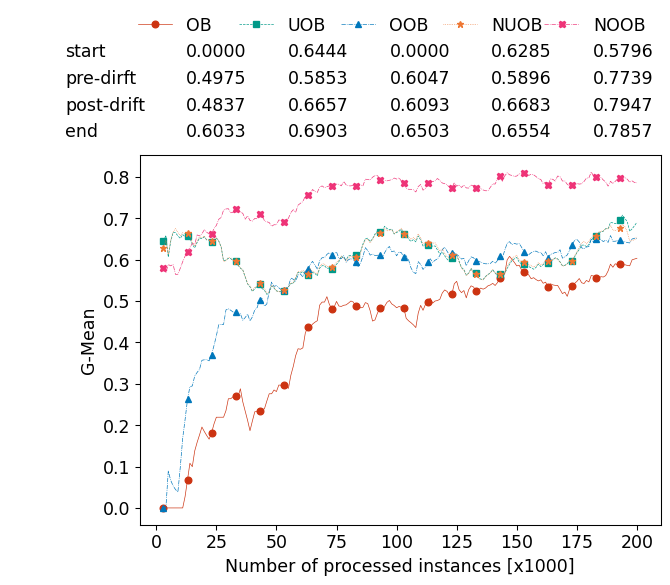 OB UOB OOB NUOB NOOB
start 0.0000 0.6444 0.0000 0.6285 0.5796
pre-dirft 0.4975 0.5853 0.6047 0.5896 0.7739
post-drift 0.4837 0.6657 0.6093 0.6683 0.7947
end 0.6033 0.6903 0.6503 0.6554 0.7857
0.8
0.7
0.6
0.5
0.4
0.3
0.2
0.1
0.0
G-Mean
0 25 50 75 100 125 150 175 200
Number of processed instances [x1000]